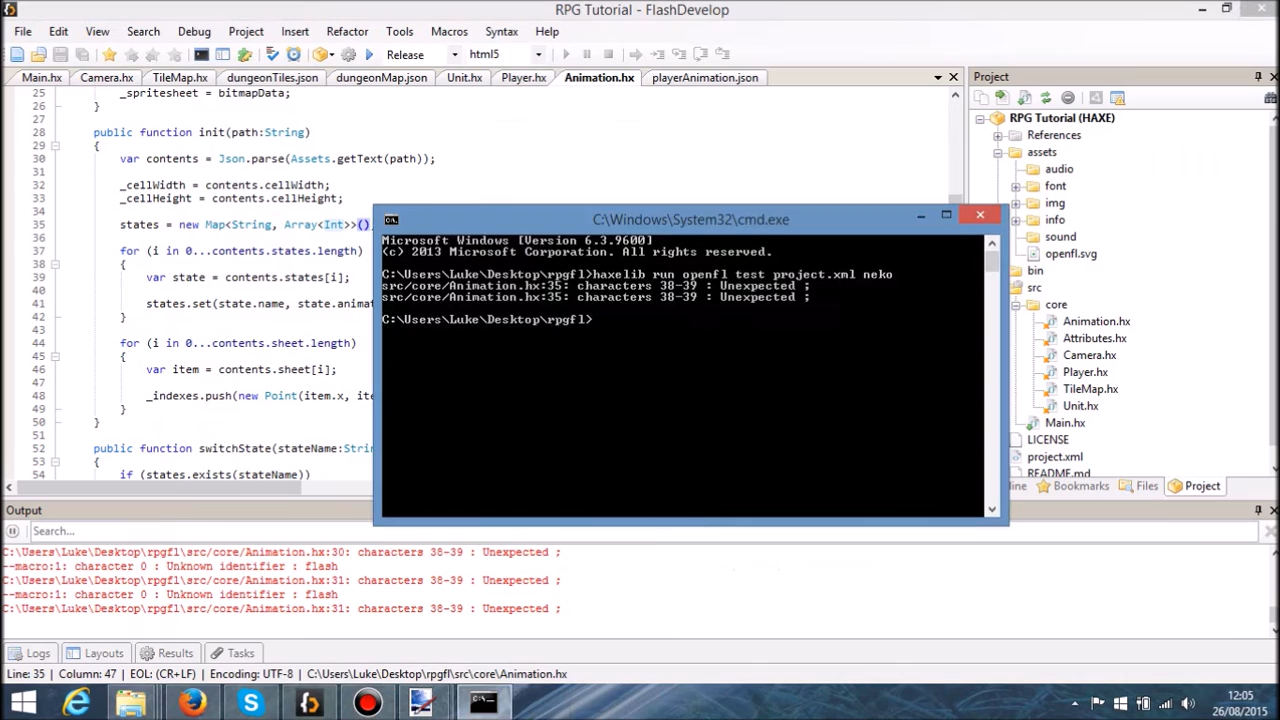 RPG Tutorial - FlashDevelop
File Edit View Search Debug Project Insert Refactor Tools Macros Syntax Help
Release html5
Main.hx Camera.hx TileMap.hx dungeonTiles.json dungeonMap.json Unit.hx Player.hx Animation.hx playerAnimation.json
25 _spritesheet = bitmapData;
26 }
27
28 public function init(path:String)
29 {
30 var contents = Json.parse(Assets.getText(path));
31
32 _cellWidth = contents.cellWidth;
33 _cellHeight = contents.cellHeight;
34
35 states = new Map<String, Array<Int>>()
36
37 for (i in 0...contents.states.length)
38 {
39 var state = contents.states[i];
40
41 states.set(state.name, state.anima
42 }
43
44 for (i in 0...contents.sheet.length)
45 {
46 var item = contents.sheet[i];
47
48 _indexes.push(new Point(item.x, ite
49 }
50 }
51
52 public function switchState(stateName:Strin
53 {
54 if (states.exists(stateName))
C:\Windows\System32\cmd.exe
Microsoft Windows [Version 6.3.9600]
(c) 2013 Microsoft Corporation. All rights reserved.
C:\Users\Luke\Desktop\rpgfl>haxelib run openfl test project.xml neko
src/core/Animation.hx:35: characters 38-39 : Unexpected ;
src/core/Animation.hx:35: characters 38-39 : Unexpected ;
C:\Users\Luke\Desktop\rpgfl>
Project
RPG Tutorial (HAXE)
References
assets
audio
font
img
info
sound
openfl.svg
bin
src
core
Animation.hx
Attributes.hx
Camera.hx
Player.hx
TileMap.hx
Unit.hx
Main.hx
LICENSE
project.xml
README.md
line Bookmarks Files Project
Output
Search...
C:\Users\Luke\Desktop\rpgfl\src/core/Animation.hx:30: characters 38-39 : Unexpected ;
--macro:1: character 0 : Unknown identifier : flash
C:\Users\Luke\Desktop\rpgfl\src/core/Animation.hx:31: characters 38-39 : Unexpected ;
--macro:1: character 0 : Unknown identifier : flash
C:\Users\Luke\Desktop\rpgfl\src/core/Animation.hx:31: characters 38-39 : Unexpected ;
Logs Layouts Results Tasks
Line: 35 Column: 47 EOL: (CR+LF) Encoding: UTF-8 C:\Users\Luke\Desktop\rpgfl\src\core\Animation.hx
12:05
26/08/2015